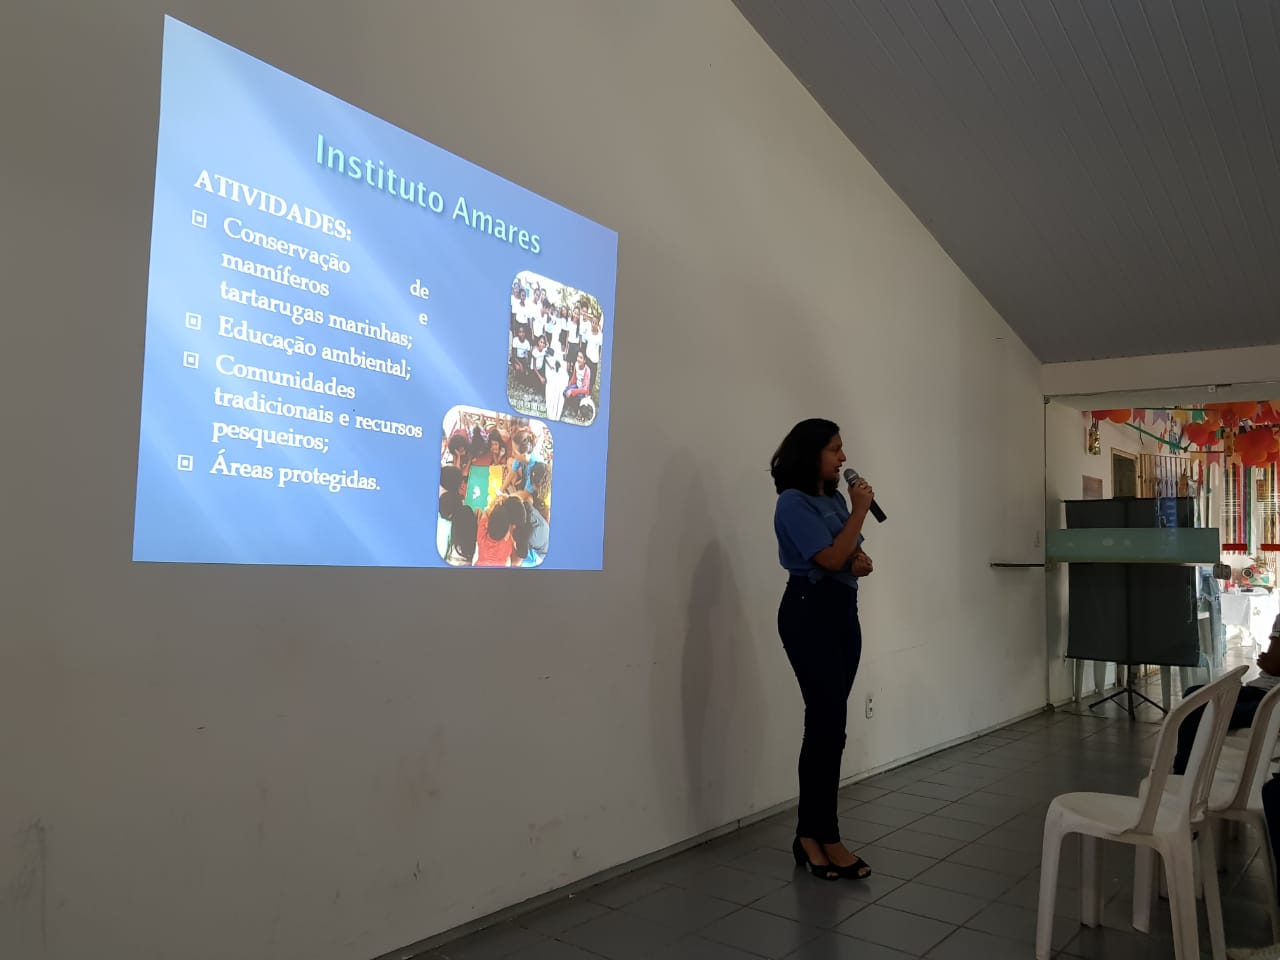 Instituto Amares
ATIVIDADES:
Conservação de
mamíferos e
tartarugas marinhas;
Educação ambiental;
Comunidades
tradicionais e recursos
pesqueiros;
Áreas protegidas.